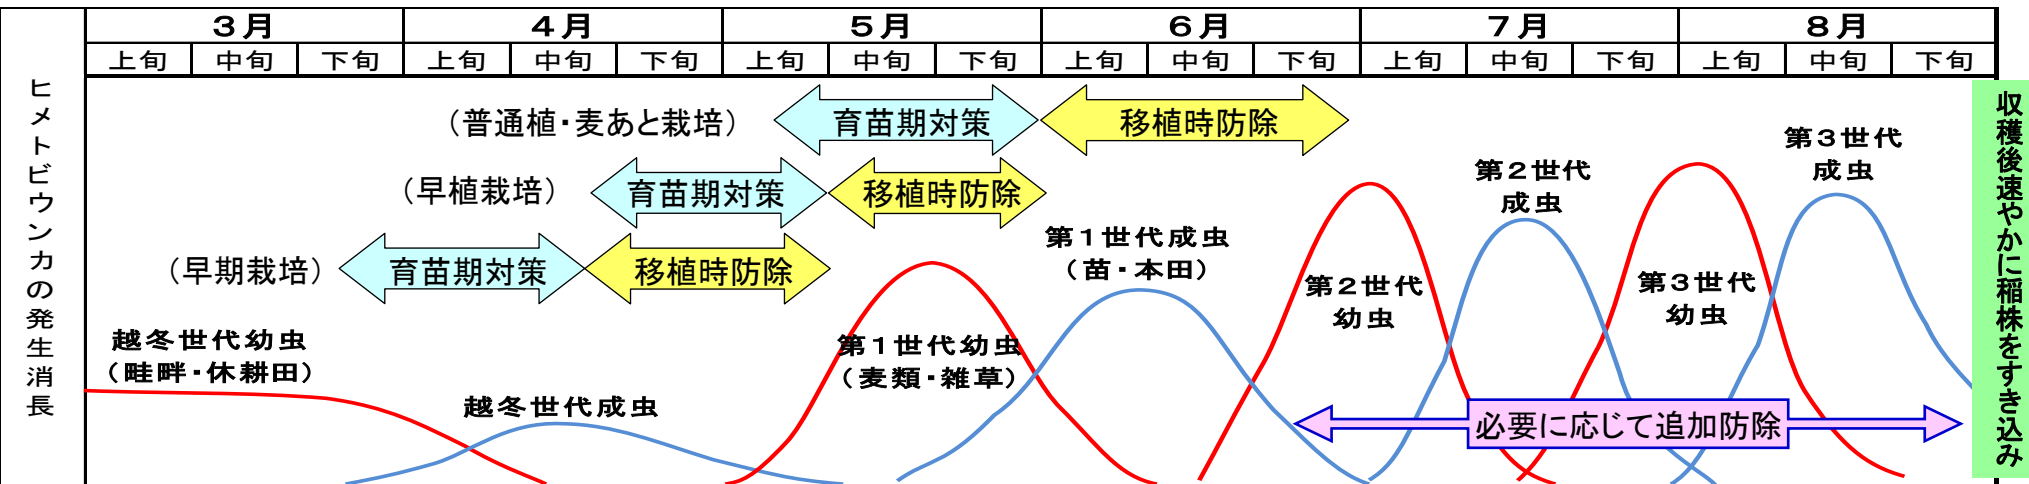 3月 4月 5月 6月 7月 8月
上旬 中旬 下旬 上旬 中旬 下旬 上旬 中旬 下旬 上旬 中旬 下旬 上旬 中旬 下旬 上旬 中旬 下旬
ヒメトビウンカの発生消長
（普通植・麦あと栽培） 育苗期対策 移植時防除
（早植栽培） 育苗期対策 移植時防除
（早期栽培） 育苗期対策 移植時防除
越冬世代幼虫
（畦畔・休耕田）
越冬世代成虫
第1世代幼虫
（麦類・雑草）
第1世代成虫
（苗・本田）
第2世代
幼虫
第2世代
成虫
第3世代
幼虫
第3世代
成虫
必要に応じて追加防除
収穫後速やかに稲株をすき込み